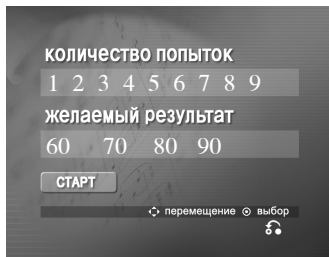 количество попыток
1 2 3 4 5 6 7 8 9
желаемый результат
60 70 80 90
СТАРТ
перемещение выбор